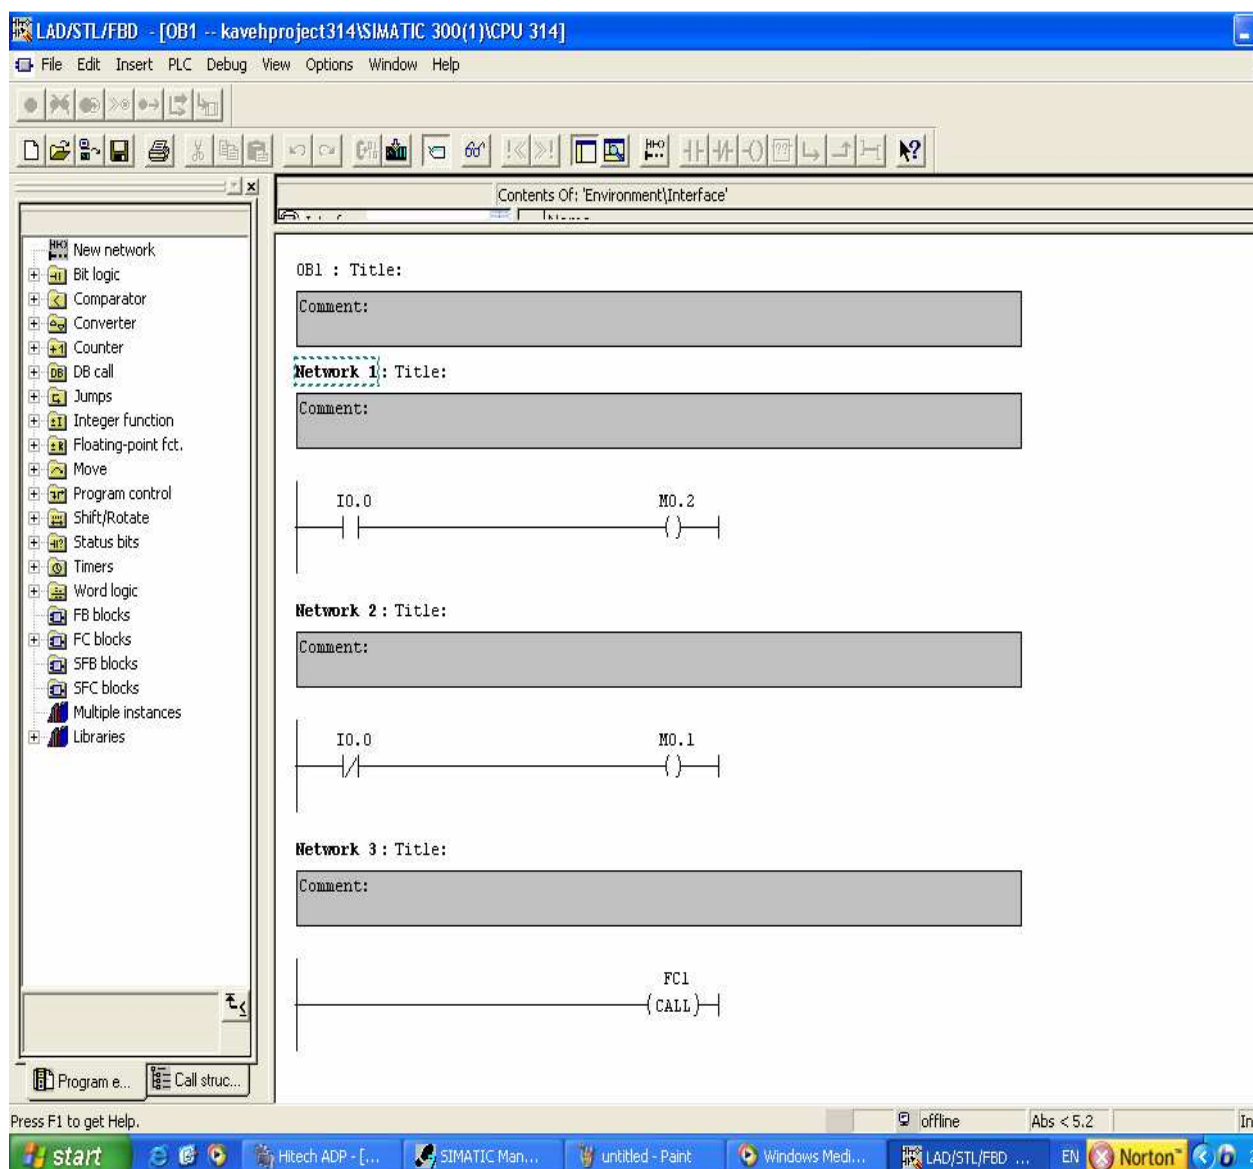 LAD/STL/FBD - [OB1 -- kavehproject314\SIMATIC 300(1)\CPU 314]
File Edit Insert PLC Debug View Options Window Help
Contents Of: 'Environment\Interface'
New network
Bit logic
Comparator
Converter
Counter
DB call
Jumps
Integer function
Floating-point fct.
Move
Program control
Shift/Rotate
Status bits
Timers
Word logic
FB blocks
FC blocks
SFB blocks
SFC blocks
Multiple instances
Libraries
Program e...
Call struc...
OB1 : Title:
Comment:
Network 1: Title:
Comment:
I0.0 M0.2
Network 2: Title:
Comment:
I0.0 M0.1
Network 3: Title:
Comment:
FC1
CALL
Press F1 to get Help.
offline Abs < 5.2 In
start Hitech ADP - [... SIMATIC Man... untitled - Paint Windows Medi... LAD/STL/FBD ... EN Norton™